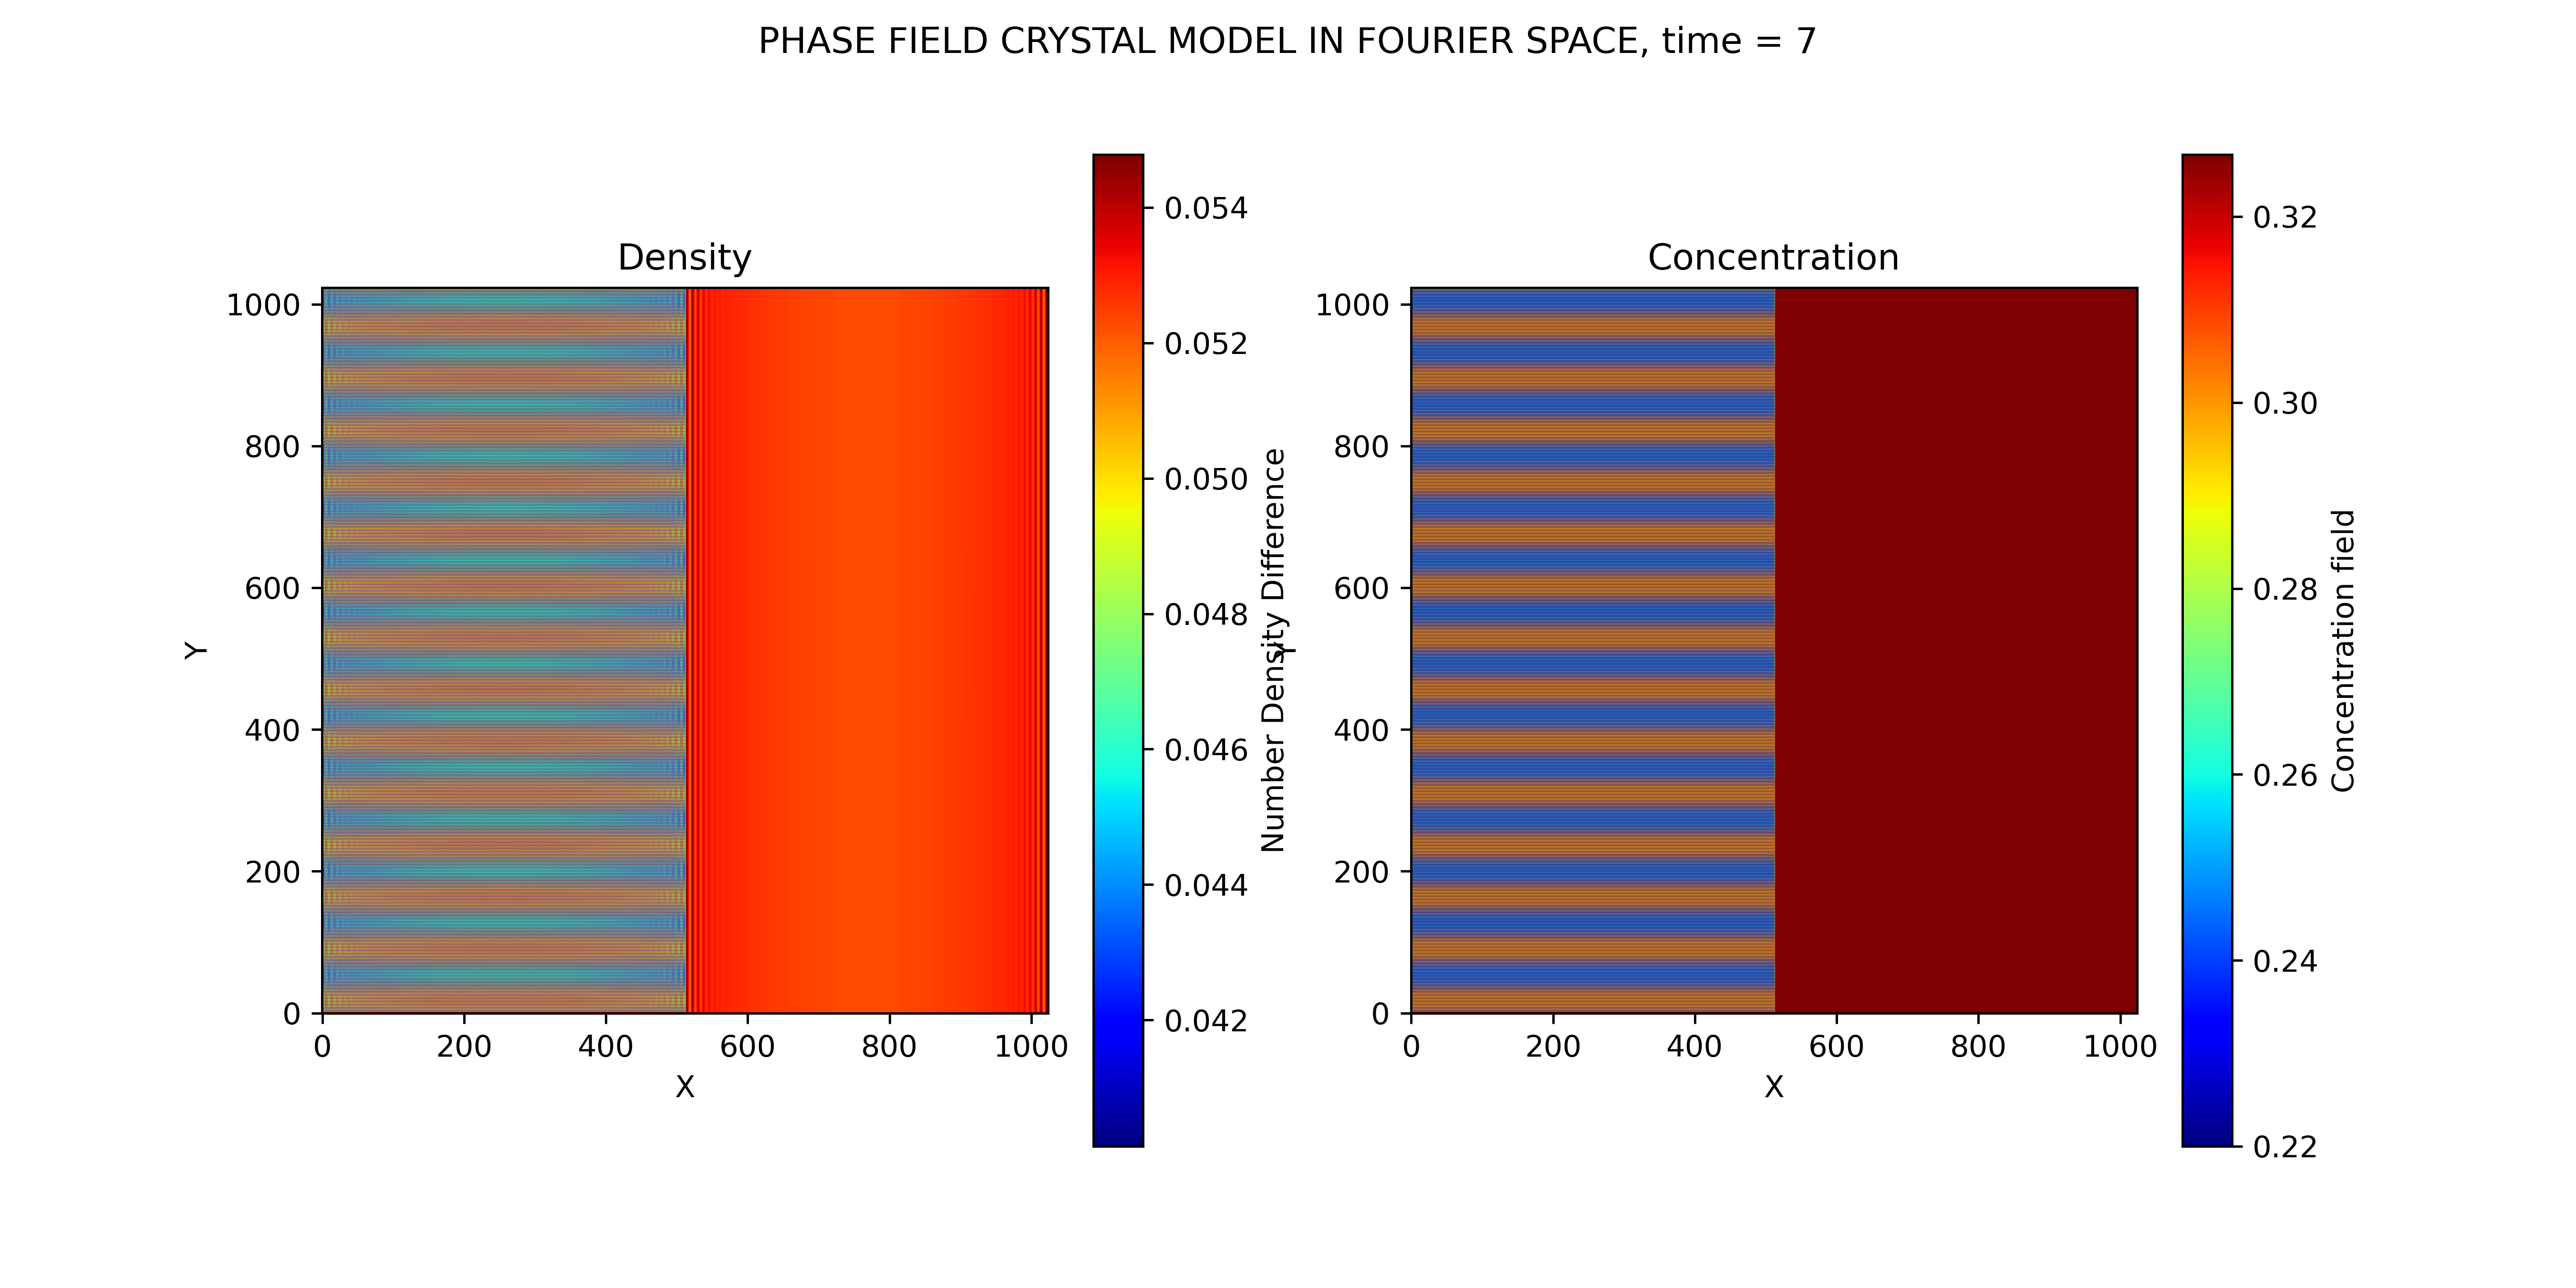 PHASE FIELD CRYSTAL MODEL IN FOURIER SPACE, time = 7
Density
1000
800
600
400
200
0
Y
0 200 400 600 800 1000
X
0.054
0.052
0.050
0.048
0.046
0.044
0.042
Number Density Difference
Concentration
1000
800
600
400
200
0
Y
0 200 400 600 800 1000
X
0.32
0.30
0.28
0.26
0.24
0.22
Concentration field